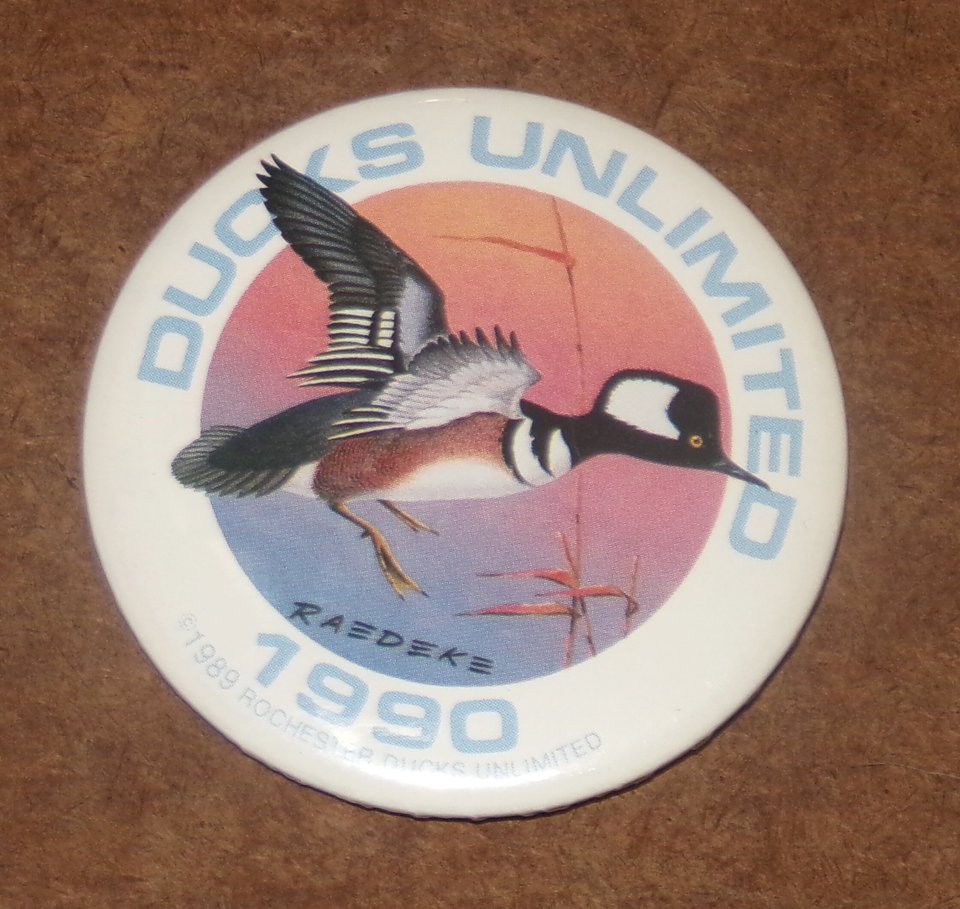 DUCKS UNLIMITED
RAEDEKE
1990
©1989 ROCHESTER DUCKS UNLIMITED